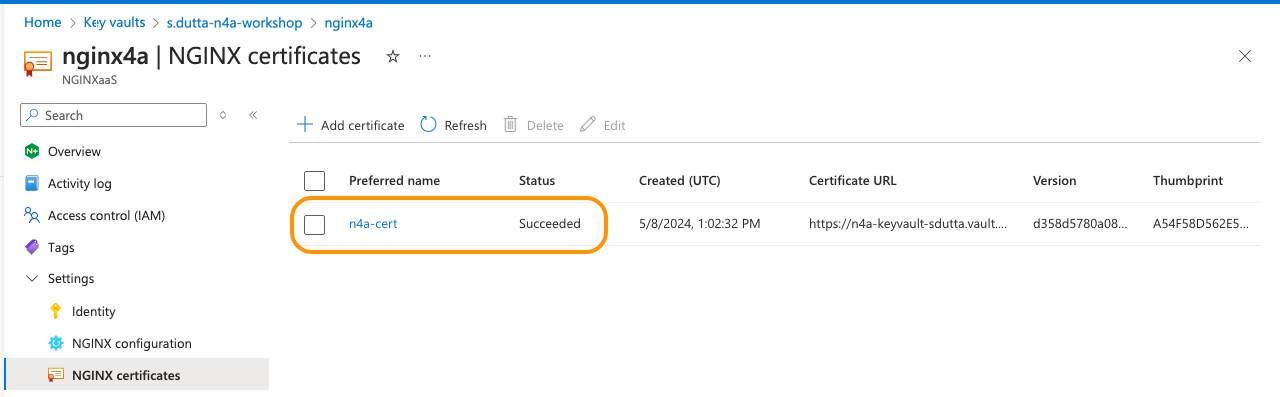 Home > Key vaults > s.dutta-n4a-workshop > nginx4a
nginx4a | NGINX certificates
NGINXaaS
Search
Add certificate Refresh Delete Edit
Overview
Activity log
Access control (IAM)
Tags
Settings
Identity
NGINX configuration
NGINX certificates
Preferred name Status Created (UTC) Certificate URL Version Thumbprint
n4a-cert Succeeded 5/8/2024, 1:02:32 PM https://n4a-keyvault-sdutta.vault.... d358d5780a08... A54F58D562E5...